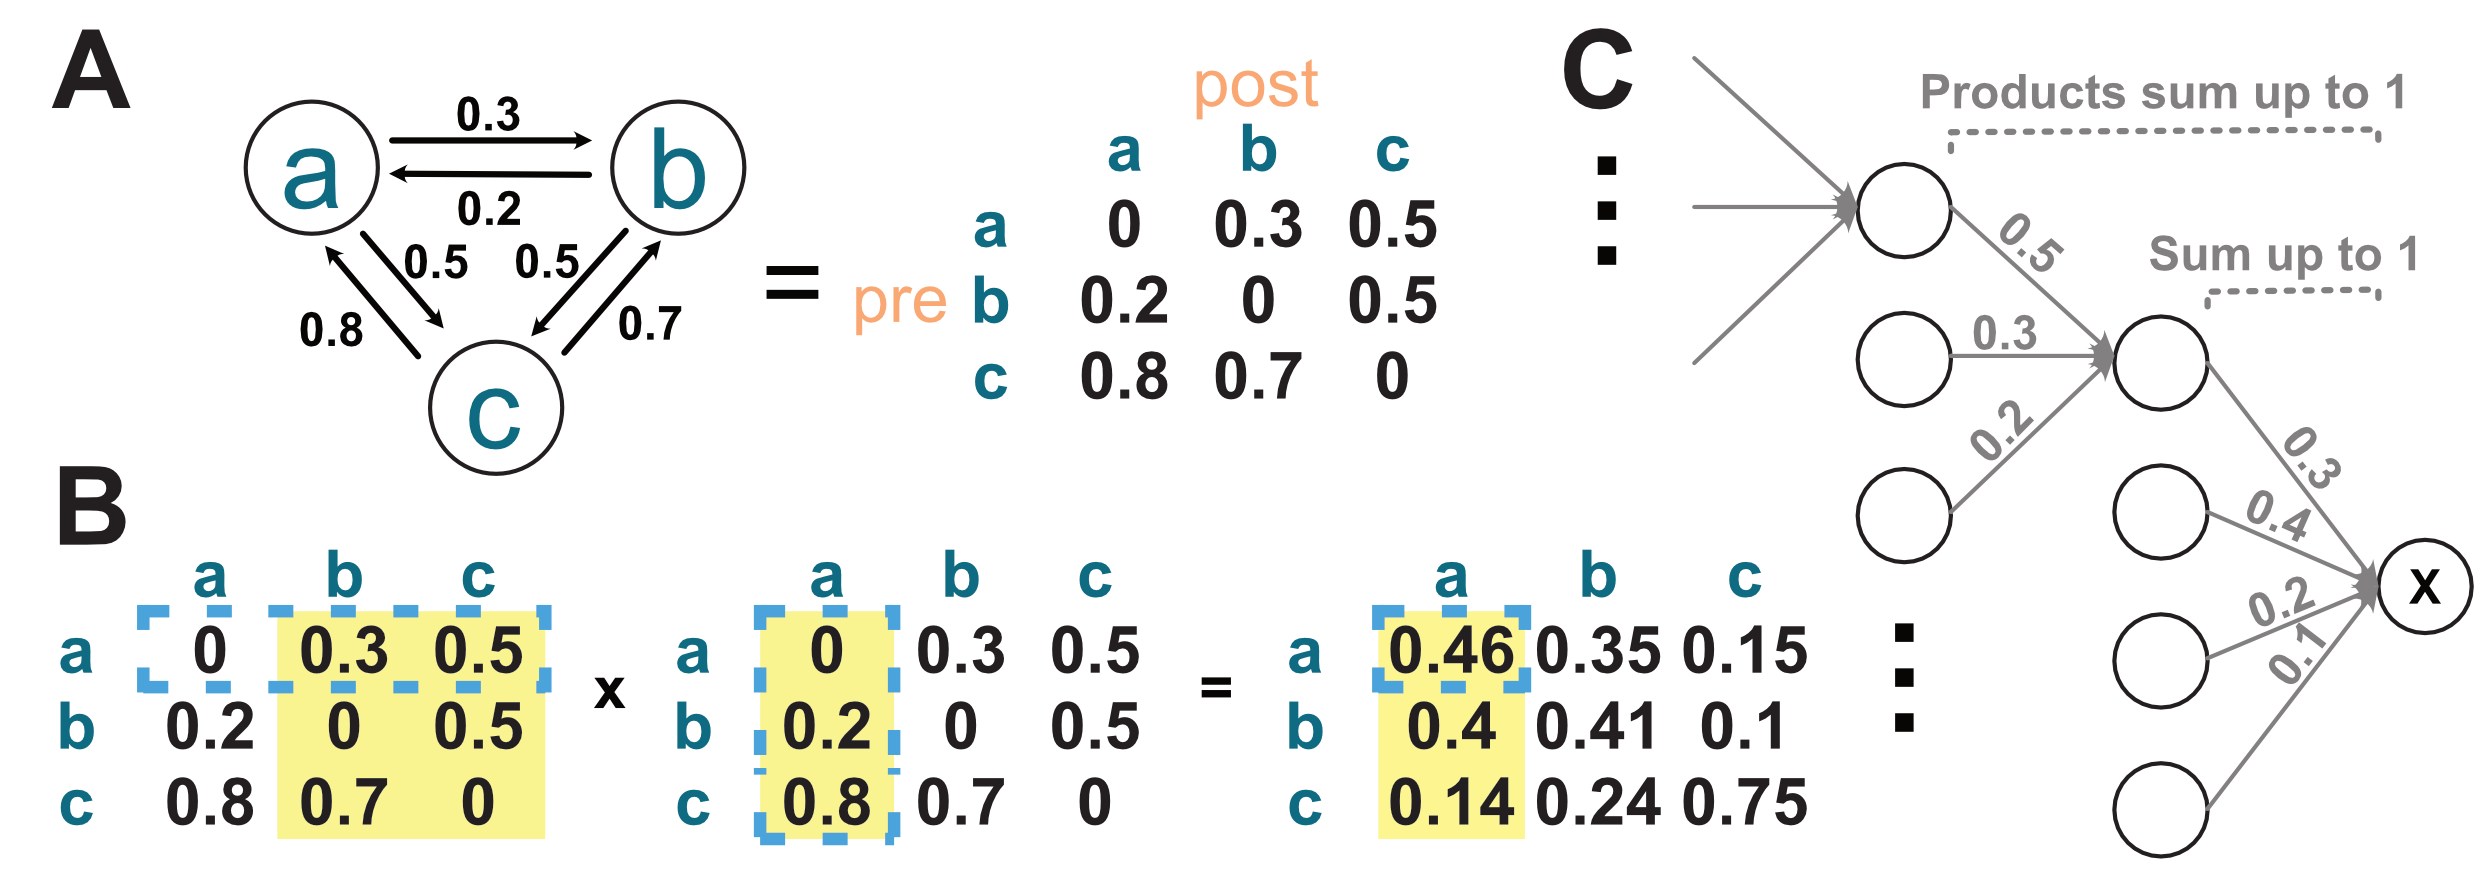 A
a
b
c
0.3
0.2
0.5
0.5
0.8
0.7
=
post
a b c
a 0 0.3 0.5
pre b 0.2 0 0.5
c 0.8 0.7 0
B
a b c
a 0 0.3 0.5
b 0.2 0 0.5
c 0.8 0.7 0
x
a b c
a 0 0.3 0.5
b 0.2 0 0.5
c 0.8 0.7 0
=
a b c
a 0.46 0.35 0.15
b 0.4 0.41 0.1
c 0.14 0.24 0.75
C
Products sum up to 1
Sum up to 1
0.5
0.3
0.2
0.3
0.4
0.2
0.1
x